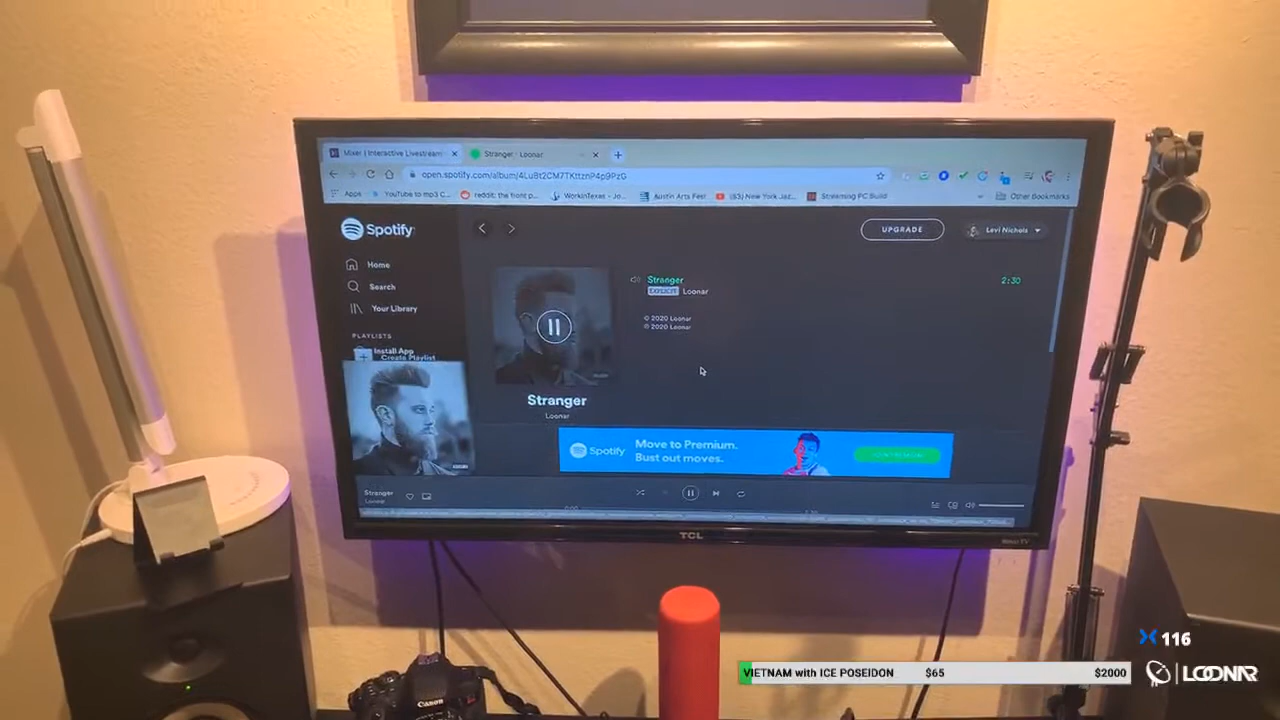 Mixer | Interactive Livestream
Stranger - Loonar
open.spotify.com/album/
Apps
YouTube to mp3 C...
reddit: the front p...
WorkInTexas - Jo...
Austin Arts Fest
(83) New York Jaz...
Streaming PC Build
Other Bookmarks
Spotify
UPGRADE
Levi Nichols
Home
Search
Your Library
PLAYLISTS
Install App
Create Playlist
Stranger
2:30
EXPLICIT Loonar
© 2020 Loonar
℗ 2020 Loonar
Stranger
Loonar
Spotify
Move to Premium.
Bust out moves.
Stranger
Loonar
TCL
Roku TV
Canon
116
VIETNAM with ICE POSEIDON $65 $2000
LOONAR